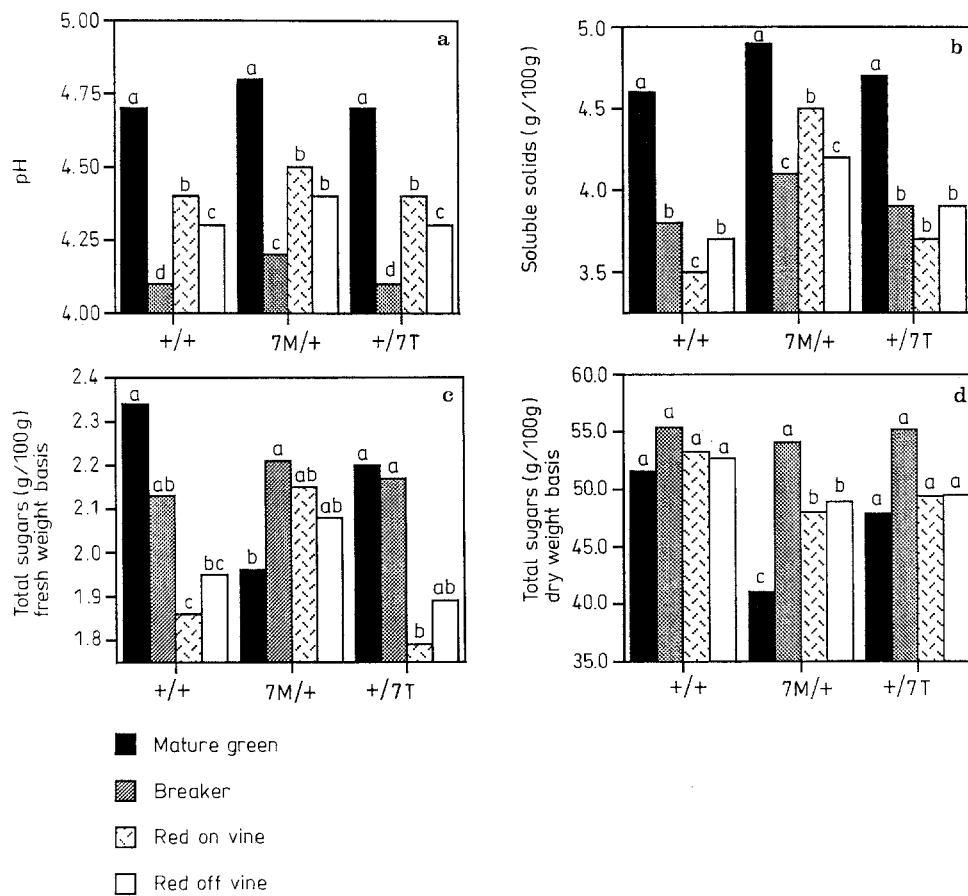 a
pH
5.00
4.75
4.50
4.25
4.00
a
d
b
c
a
c
b
b
a
d
b
c
+/+
7M/+
+/7T
b
Soluble solids (g/100g)
5.0
4.5
4.0
3.5
a
b
c
b
a
c
b
c
a
b
b
b
+/+
7M/+
+/7T
c
Total sugars (g/100g)
fresh weight basis
2.4
2.3
2.2
2.1
2.0
1.9
1.8
a
ab
c
bc
b
a
ab
ab
a
a
b
ab
+/+
7M/+
+/7T
d
Total sugars (g/100g)
dry weight basis
60.0
55.0
50.0
45.0
40.0
35.0
a
a
a
a
c
a
b
b
a
a
a
a
+/+
7M/+
+/7T
Mature green
Breaker
Red on vine
Red off vine